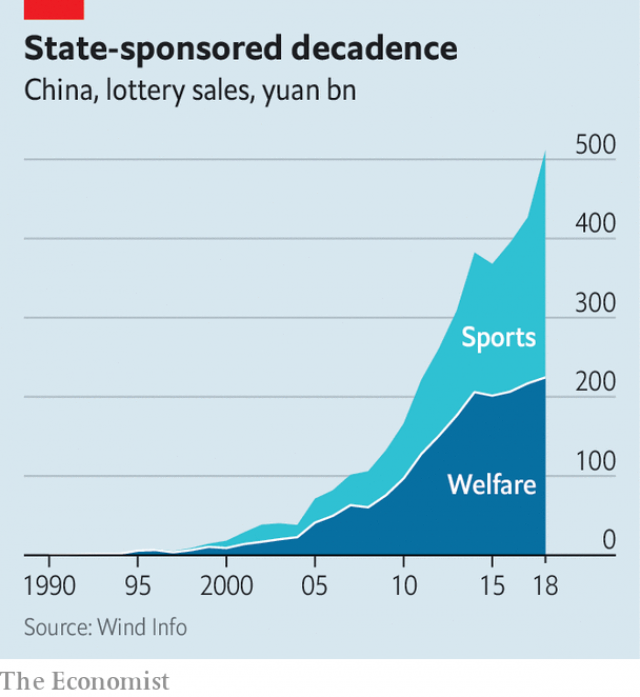 State-sponsored decadence
China, lottery sales, yuan bn
500
400
300
Sports
200
100
Welfare
0
1990 95 2000 05 10 15 18
Source: Wind Info
The Economist